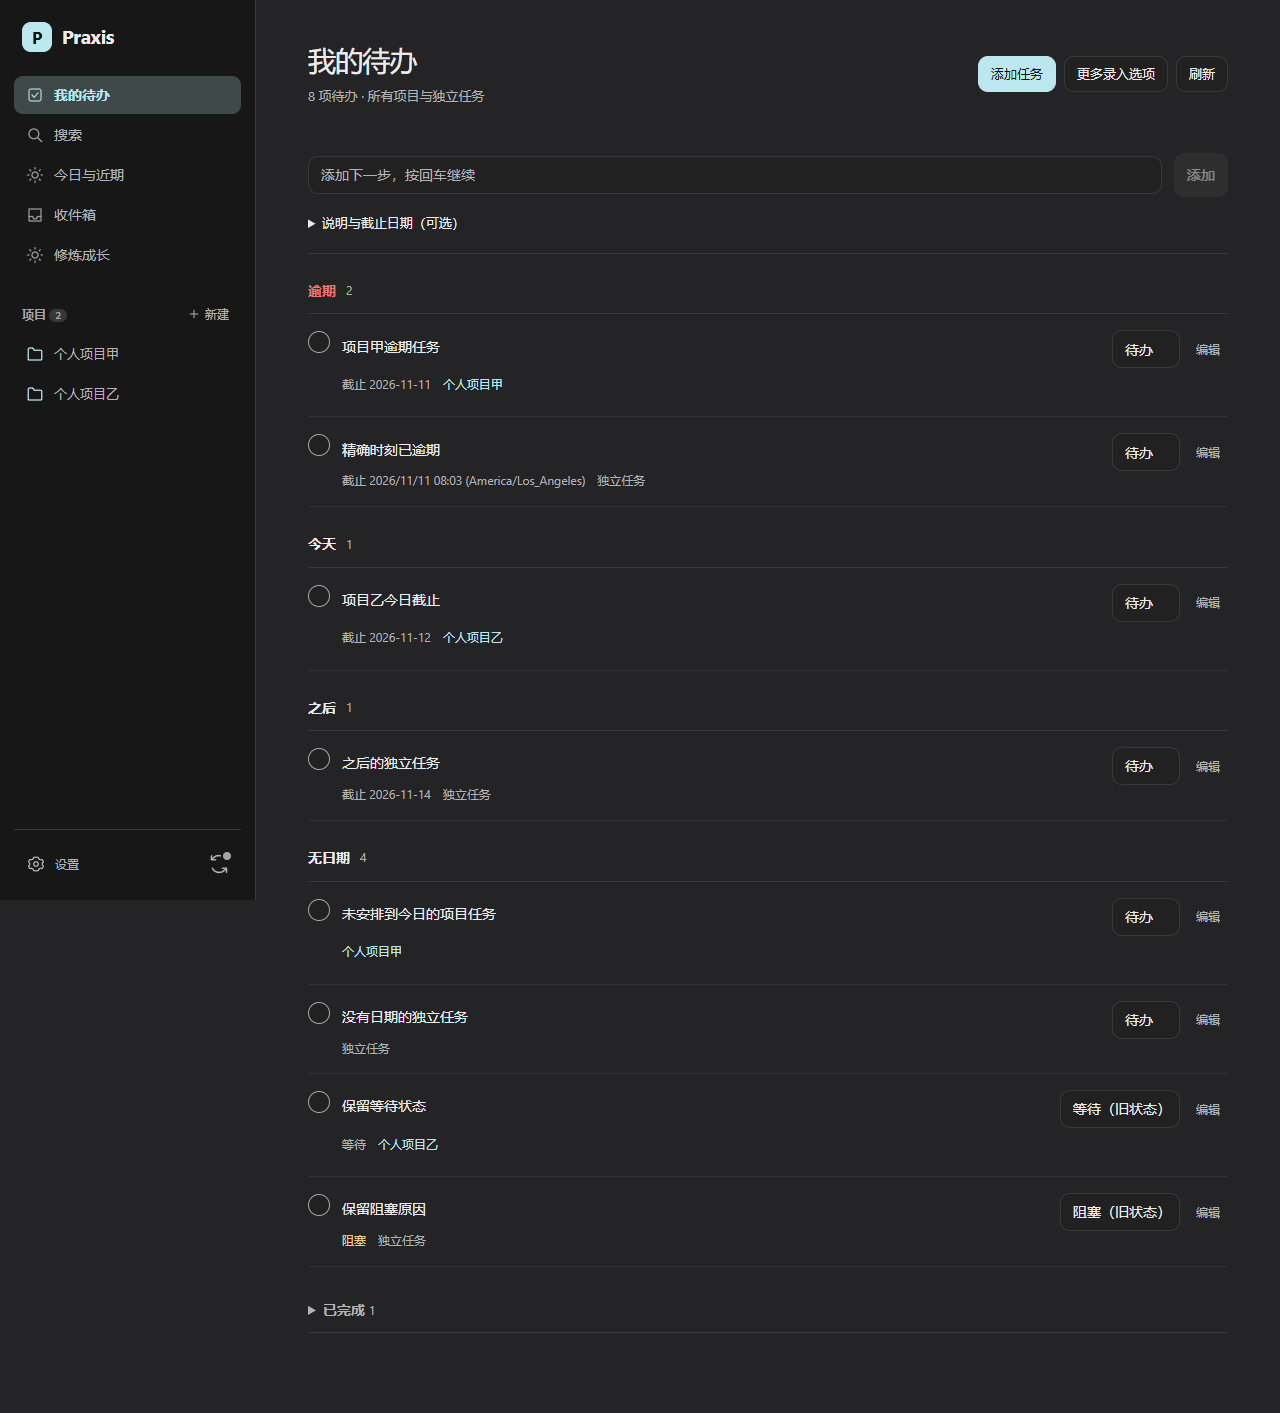 P Praxis
我的待办
搜索
今日与近期
收件箱
修炼成长
项目 2 + 新建
个人项目甲
个人项目乙
设置
我的待办
8 项待办 · 所有项目与独立任务
添加任务 更多录入选项 刷新
添加下一步，按回车继续 添加
说明与截止日期（可选）
逾期 2
项目甲逾期任务 待办 编辑
截止 2026-11-11 个人项目甲
精确时刻已逾期 待办 编辑
截止 2026/11/11 08:03 (America/Los_Angeles) 独立任务
今天 1
项目乙今日截止 待办 编辑
截止 2026-11-12 个人项目乙
之后 1
之后的独立任务 待办 编辑
截止 2026-11-14 独立任务
无日期 4
未安排到今日的项目任务 待办 编辑
个人项目甲
没有日期的独立任务 待办 编辑
独立任务
保留等待状态 等待（旧状态） 编辑
等待 个人项目乙
保留阻塞原因 阻塞（旧状态） 编辑
阻塞 独立任务
已完成 1